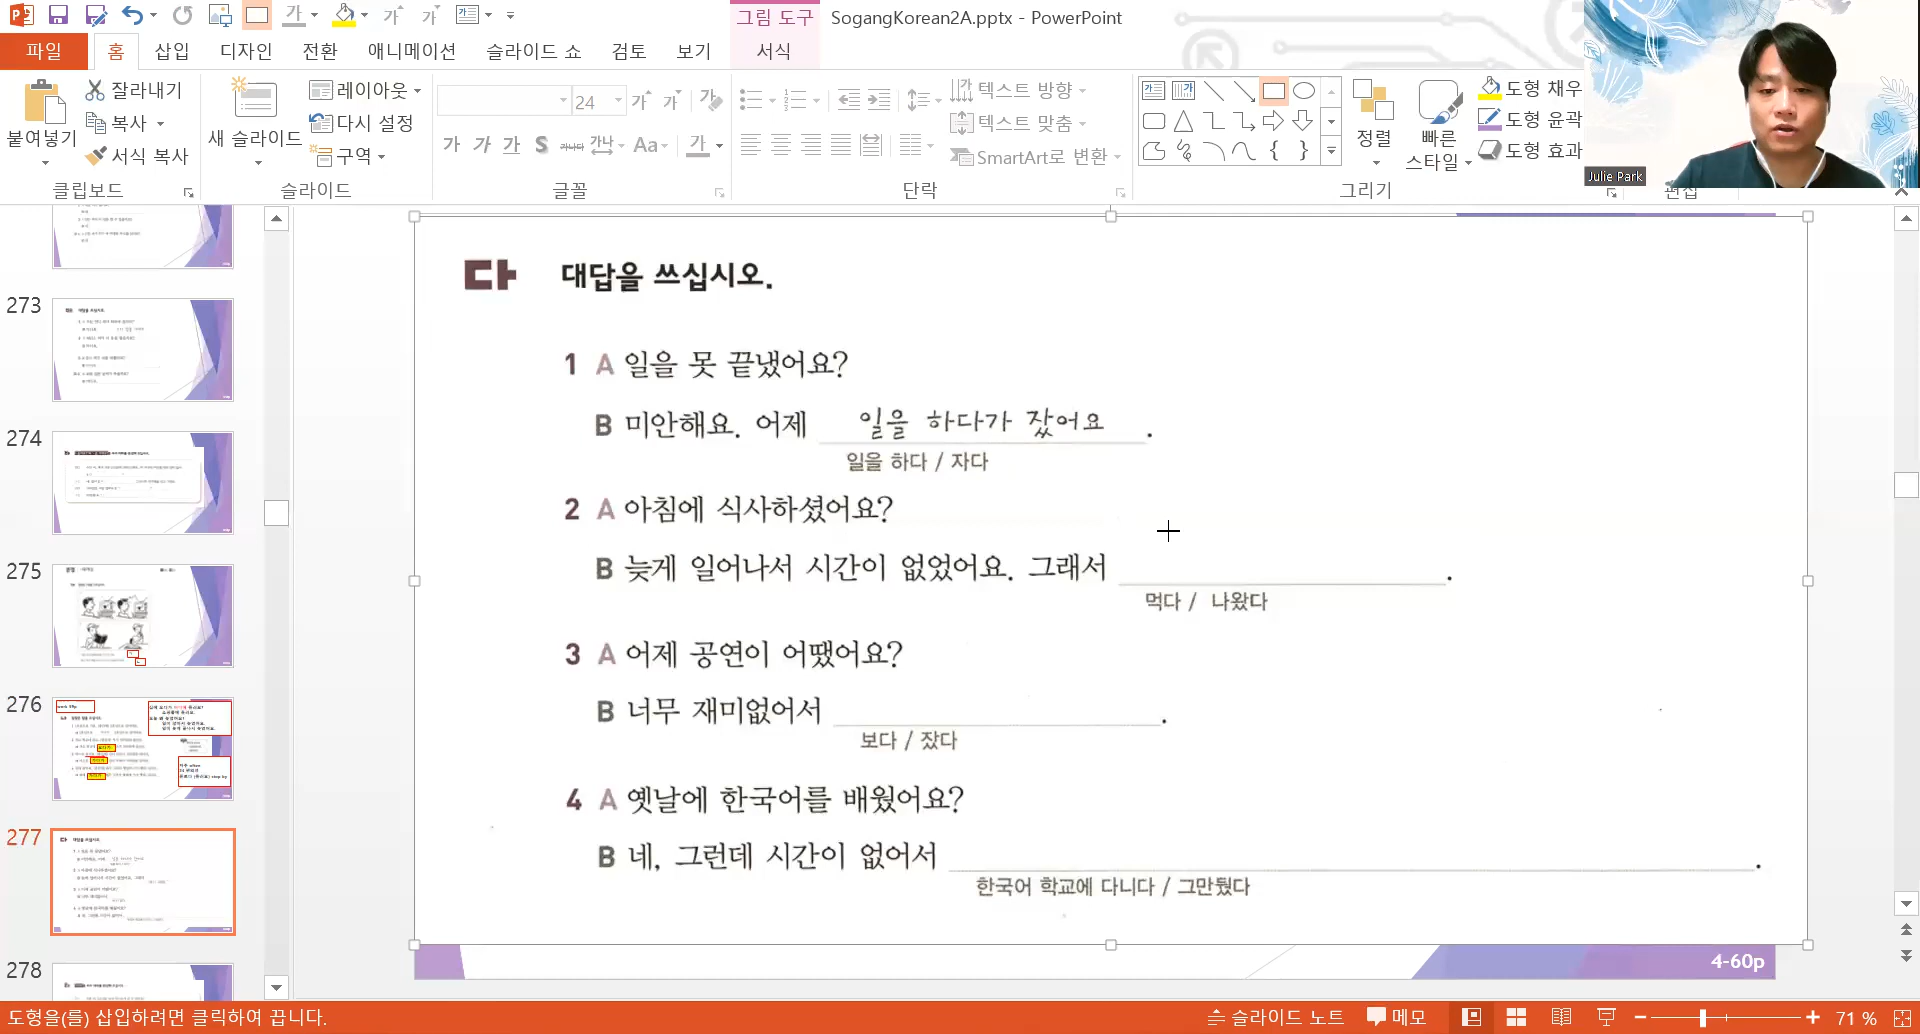 그림 도구
SogangKorean2A.pptx - PowerPoint
파일 홈 삽입 디자인 전환 애니메이션 슬라이드 쇼 검토 보기 서식
붙여넣기
잘라내기
복사
서식 복사
클립보드
새 슬라이드
레이아웃
다시 설정
구역
슬라이드
24
가 가 가 S 가나다 간나 Aa 가
글꼴
텍스트 방향
텍스트 맞춤
SmartArt로 변환
단락
정렬
빠른
스타일
도형 채우
도형 윤곽
도형 효과
그리기
편집
Julie Park
273
274
275
276
277
278
다 대답을 쓰십시오.
1 A 일을 못 끝냈어요?
B 미안해요. 어제 일을 하다가 잤어요.
일을 하다 / 자다
2 A 아침에 식사하셨어요?
B 늦게 일어나서 시간이 없었어요. 그래서 .
먹다 / 나왔다
3 A 어제 공연이 어땠어요?
B 너무 재미없어서 .
보다 / 잤다
4 A 옛날에 한국어를 배웠어요?
B 네, 그런데 시간이 없어서 .
한국어 학교에 다니다 / 그만뒀다
4-60p
도형을(를) 삽입하려면 클릭하여 끕니다.
슬라이드 노트
메모
71 %